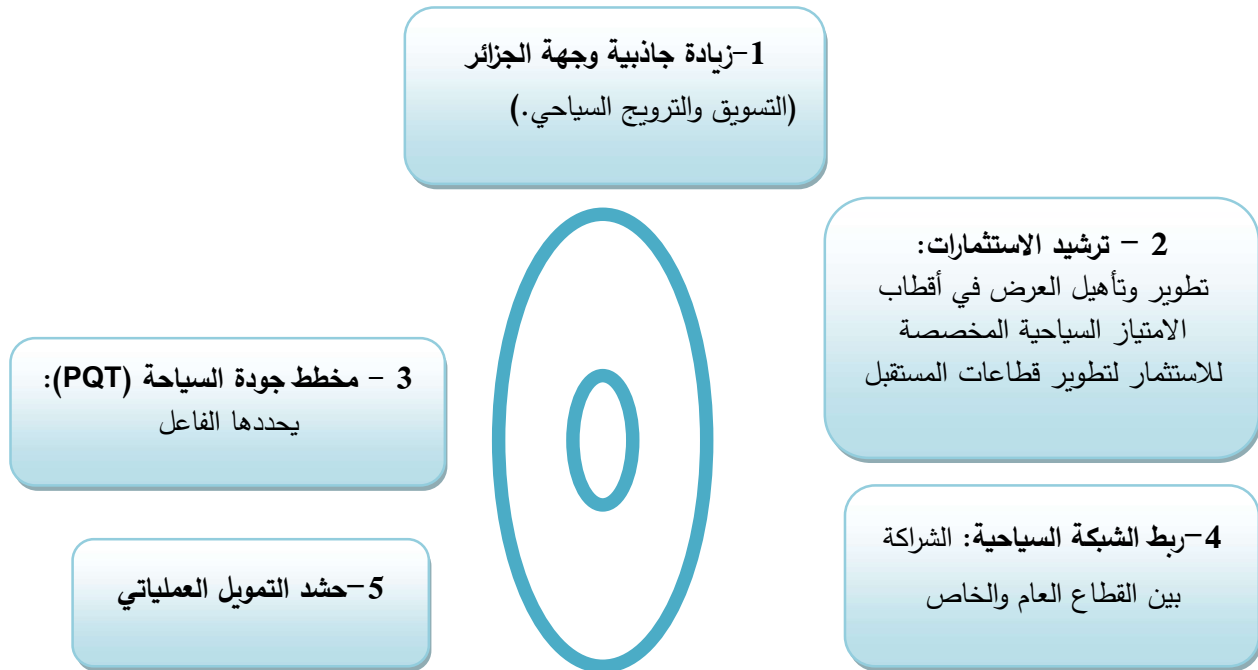 1-زيادة جاذبية وجهة الجزائر
(التسويق والترويج السياحي.)
2 - ترشيد الاستثمارات:
تطوير وتأهيل العرض في أقطاب
الامتياز السياحية المخصصة
للاستثمار لتطوير قطاعات المستقبل
3 - مخطط جودة السياحة (PQT):
يحددها الفاعل
4-ربط الشبكة السياحية: الشراكة
بين القطاع العام والخاص
5-حشد التمويل العملياتي